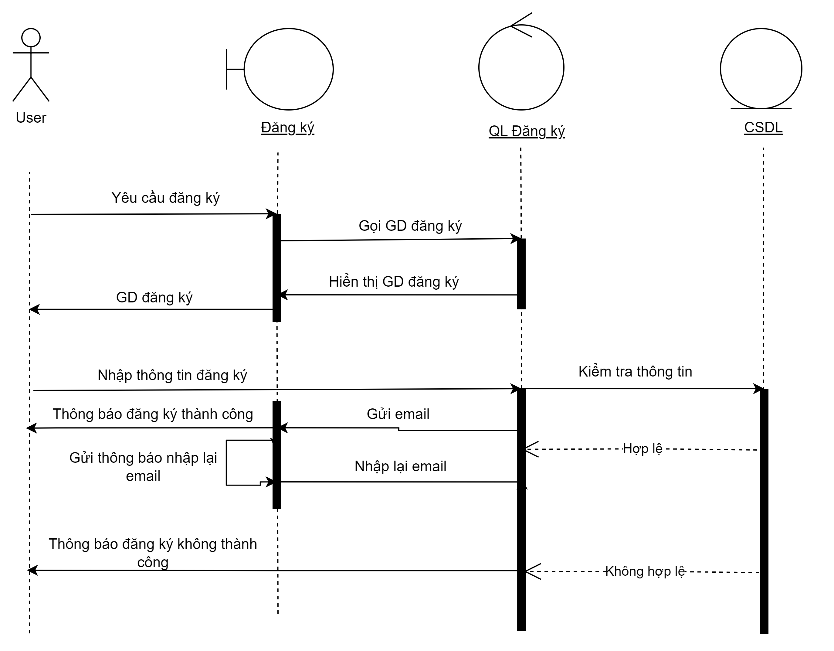 User
Đăng ký
QL Đăng ký
CSDL
Yêu cầu đăng ký
Gọi GD đăng ký
Hiển thị GD đăng ký
GD đăng ký
Nhập thông tin đăng ký
Kiểm tra thông tin
Thông báo đăng ký thành công
Gửi email
Hợp lệ
Gửi thông báo nhập lại
email
Nhập lại email
Thông báo đăng ký không thành
công
Không hợp lệ